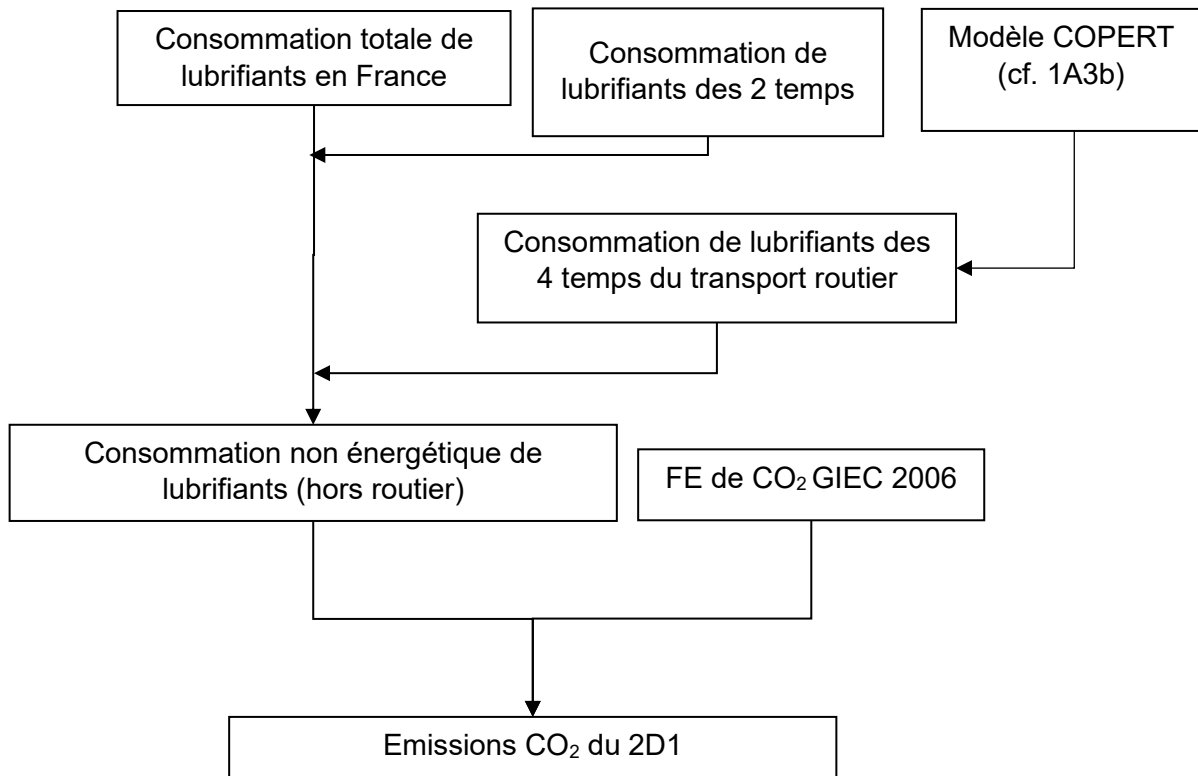 Consommation totale de
lubrifiants en France
Consommation de
lubrifiants des 2 temps
Modèle COPERT
(cf. 1A3b)
Consommation de lubrifiants des
4 temps du transport routier
Consommation non énergétique de
lubrifiants (hors routier)
FE de CO₂ GIEC 2006
Emissions CO₂ du 2D1